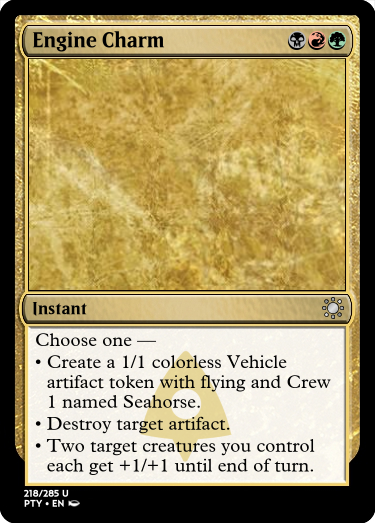 Engine Charm
Instant
Choose one —
• Create a 1/1 colorless Vehicle
artifact token with flying and Crew
1 named Seahorse.
• Destroy target artifact.
• Two target creatures you control
each get +1/+1 until end of turn.
218/285 U
PTY • EN